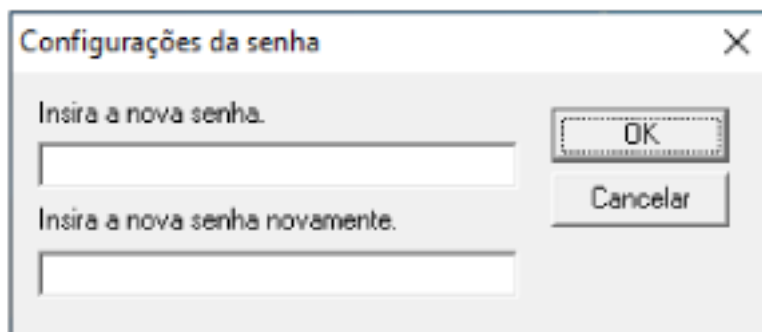 Configurações da senha
Insira a nova senha.
OK
Cancelar
Insira a nova senha novamente.